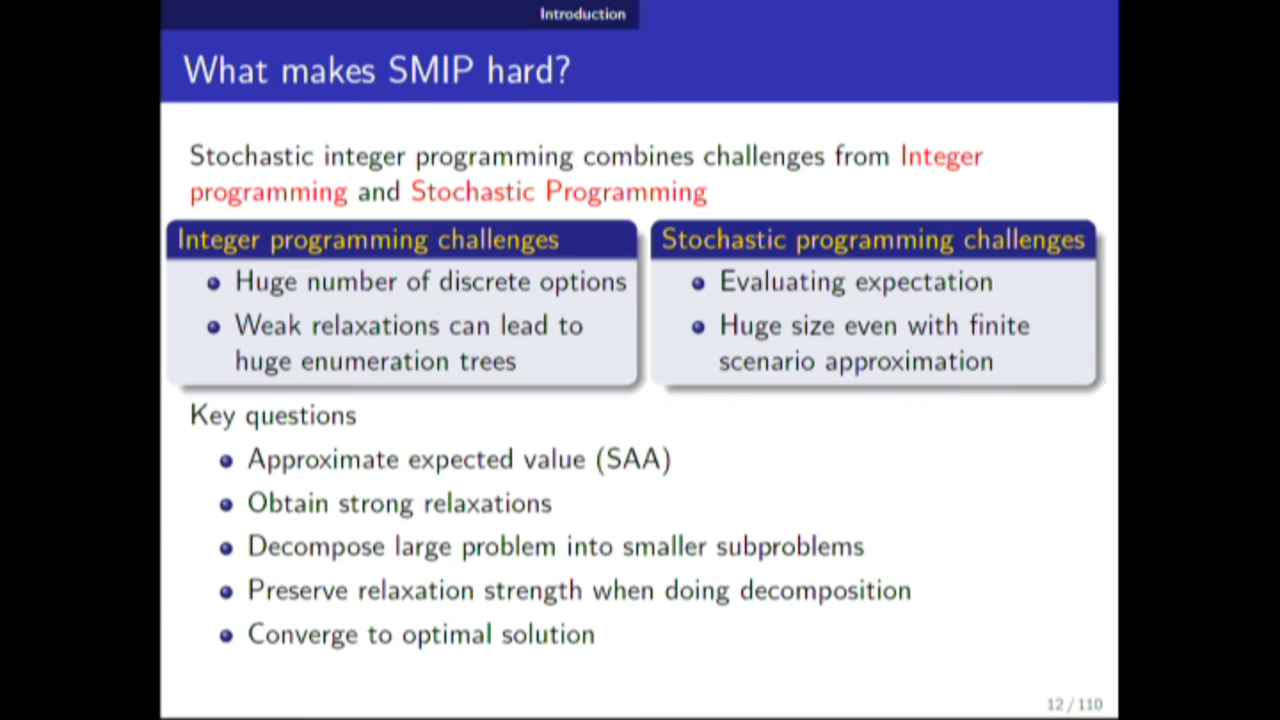 Introduction
What makes SMIP hard?
Stochastic integer programming combines challenges from Integer
programming and Stochastic Programming
Integer programming challenges
Huge number of discrete options
Weak relaxations can lead to
huge enumeration trees
Stochastic programming challenges
Evaluating expectation
Huge size even with finite
scenario approximation
Key questions
Approximate expected value (SAA)
Obtain strong relaxations
Decompose large problem into smaller subproblems
Preserve relaxation strength when doing decomposition
Converge to optimal solution
12 / 110